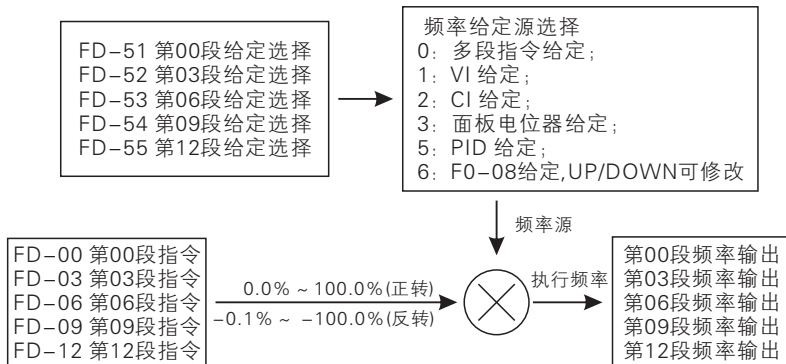 FD-51 第00段给定选择
FD-52 第03段给定选择
FD-53 第06段给定选择
FD-54 第09段给定选择
FD-55 第12段给定选择
频率给定源选择
0：多段指令给定；
1：VI 给定；
2：CI 给定；
3：面板电位器给定；
5：PID 给定；
6：F0-08给定,UP/DOWN可修改
频率源
FD-00 第00段指令
FD-03 第03段指令
FD-06 第06段指令
FD-09 第09段指令
FD-12 第12段指令
0.0% ~ 100.0%(正转)
-0.1% ~ -100.0%(反转)
执行频率
第00段频率输出
第03段频率输出
第06段频率输出
第09段频率输出
第12段频率输出